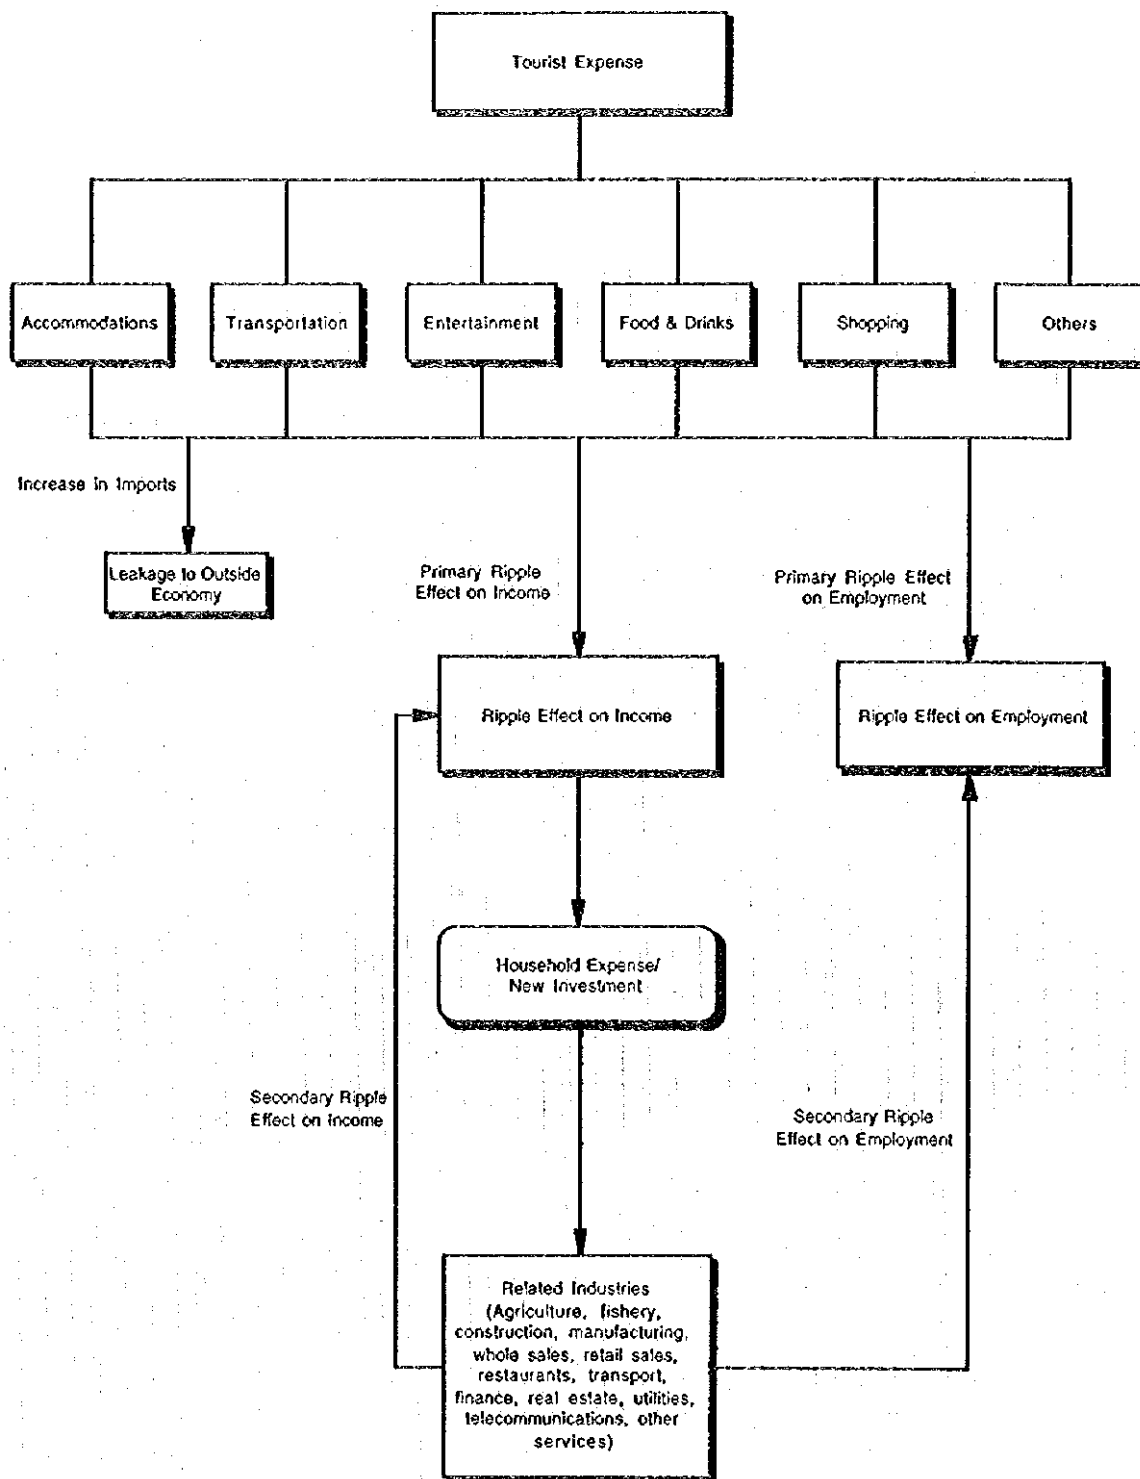 Tourist Expense
Accommodations
Transportation
Entertainment
Food & Drinks
Shopping
Others
Increase in Imports
Leakage to Outside
Economy
Primary Ripple
Effect on Income
Primary Ripple Effect
on Employment
Ripple Effect on Income
Ripple Effect on Employment
Household Expense/
New Investment
Secondary Ripple
Effect on Income
Secondary Ripple
Effect on Employment
Related Industries
(Agriculture, fishery,
construction, manufacturing,
whole sales, retail sales,
restaurants, transport,
finance, real estate, utilities,
telecommunications, other
services)